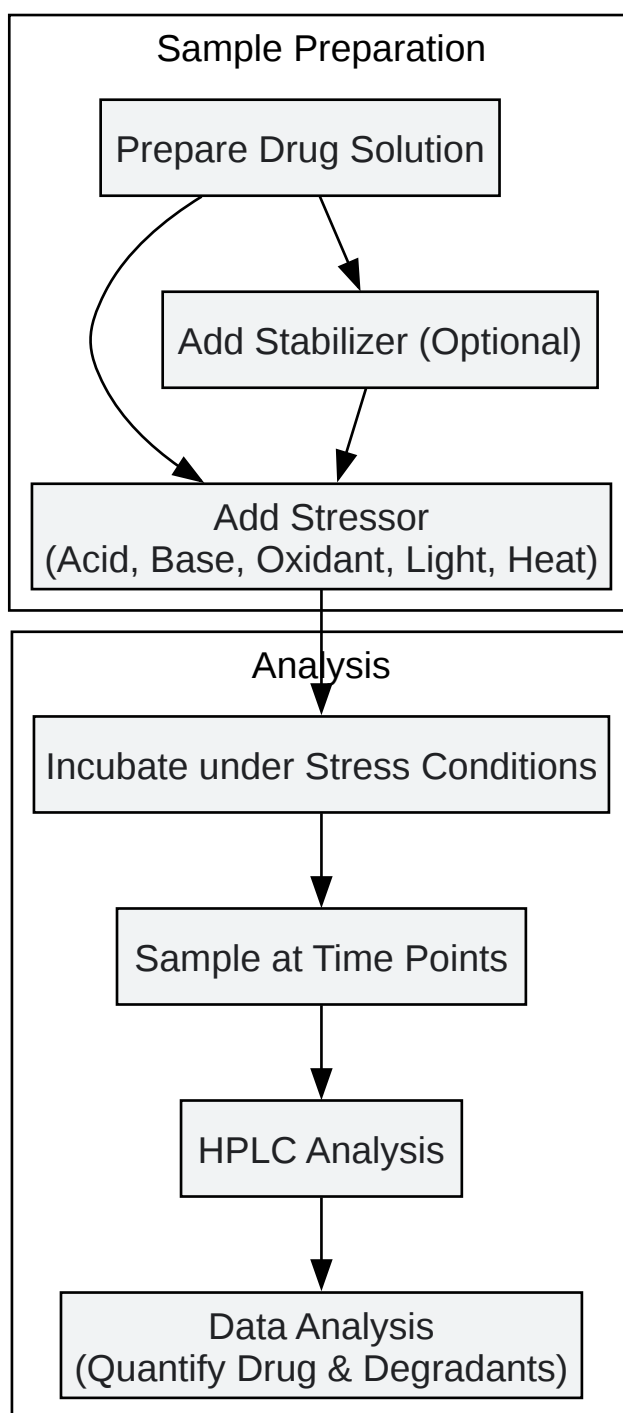 Sample Preparation
Prepare Drug Solution
Add Stabilizer (Optional)
Add Stressor
(Acid, Base, Oxidant, Light, Heat)
Analysis
Incubate under Stress Conditions
Sample at Time Points
HPLC Analysis
Data Analysis
(Quantify Drug & Degradants)